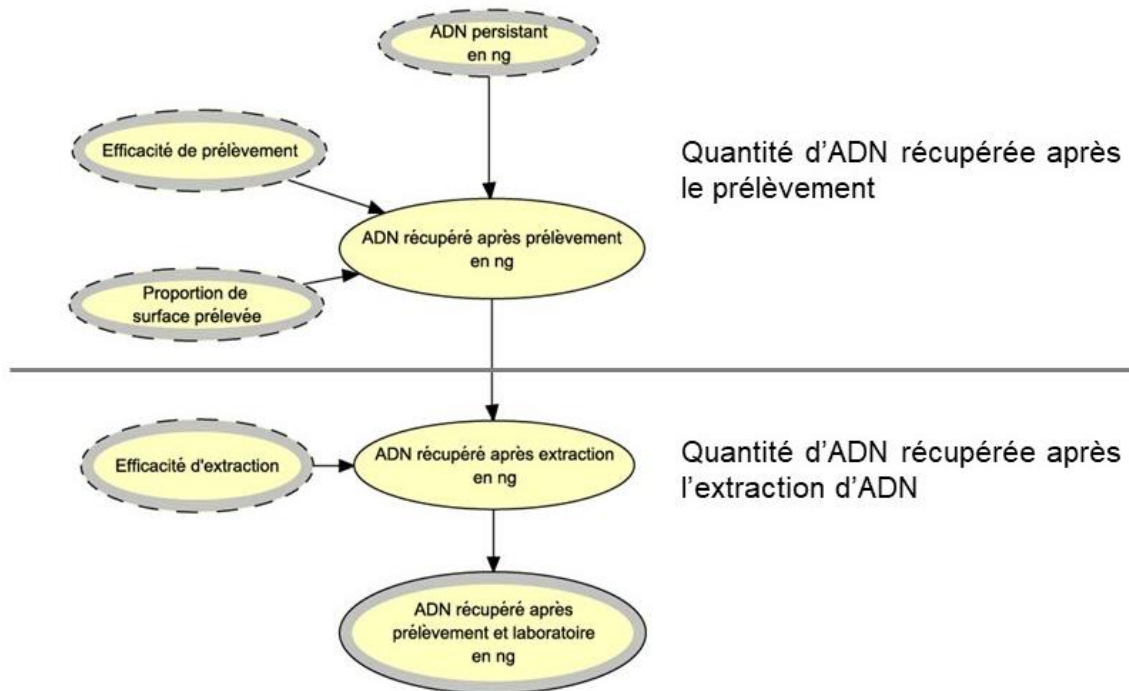 ADN persistant
en ng
Efficacité de prélèvement
Quantité d’ADN récupérée après
le prélèvement
ADN récupéré après prélèvement
en ng
Proportion de
surface prélevée
Efficacité d'extraction
ADN récupéré après extraction
en ng
Quantité d’ADN récupérée après
l’extraction d’ADN
ADN récupéré après
prélèvement et laboratoire
en ng